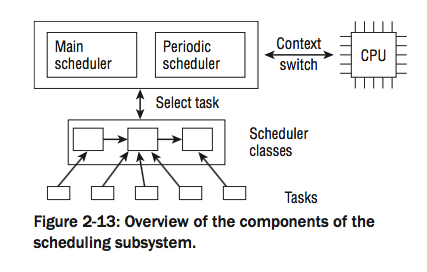 Main
scheduler
Periodic
scheduler
Context
switch
CPU
Select task
Scheduler
classes
Tasks
Figure 2-13: Overview of the components of the
scheduling subsystem.